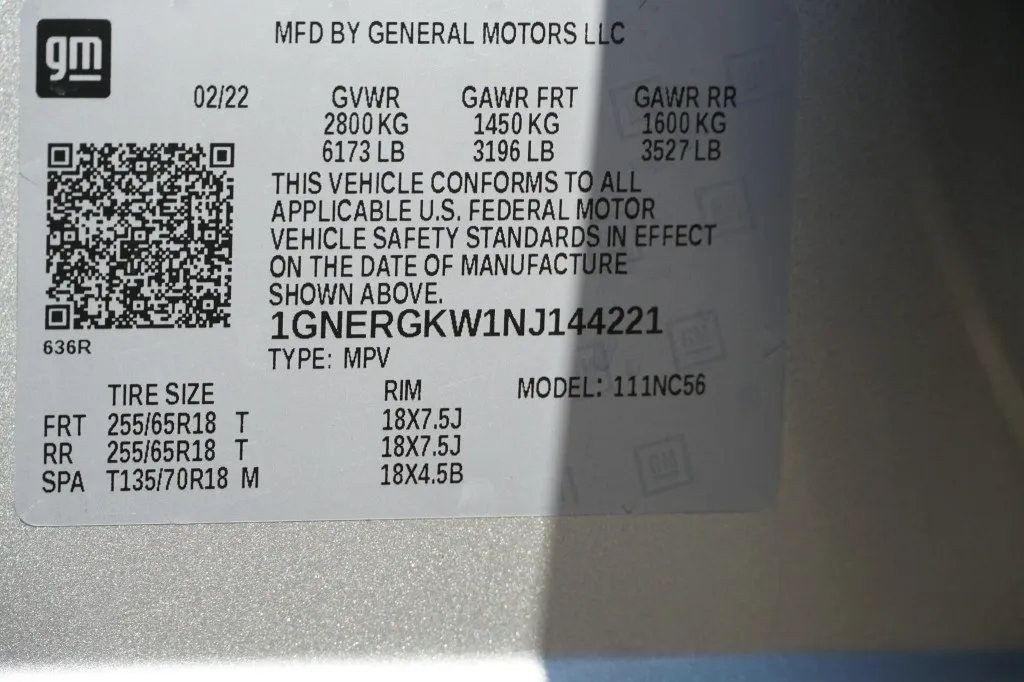 gm
MFD BY GENERAL MOTORS LLC
02/22 GVWR GAWR FRT GAWR RR
2800 KG 1450 KG 1600 KG
6173 LB 3196 LB 3527 LB
THIS VEHICLE CONFORMS TO ALL
APPLICABLE U.S. FEDERAL MOTOR
VEHICLE SAFETY STANDARDS IN EFFECT
ON THE DATE OF MANUFACTURE
SHOWN ABOVE.
1GNERGKW1NJ144221
636R
TYPE: MPV
TIRE SIZE RIM MODEL: 111NC56
FRT 255/65R18 T 18X7.5J
RR 255/65R18 T 18X7.5J
SPA T135/70R18 M 18X4.5B